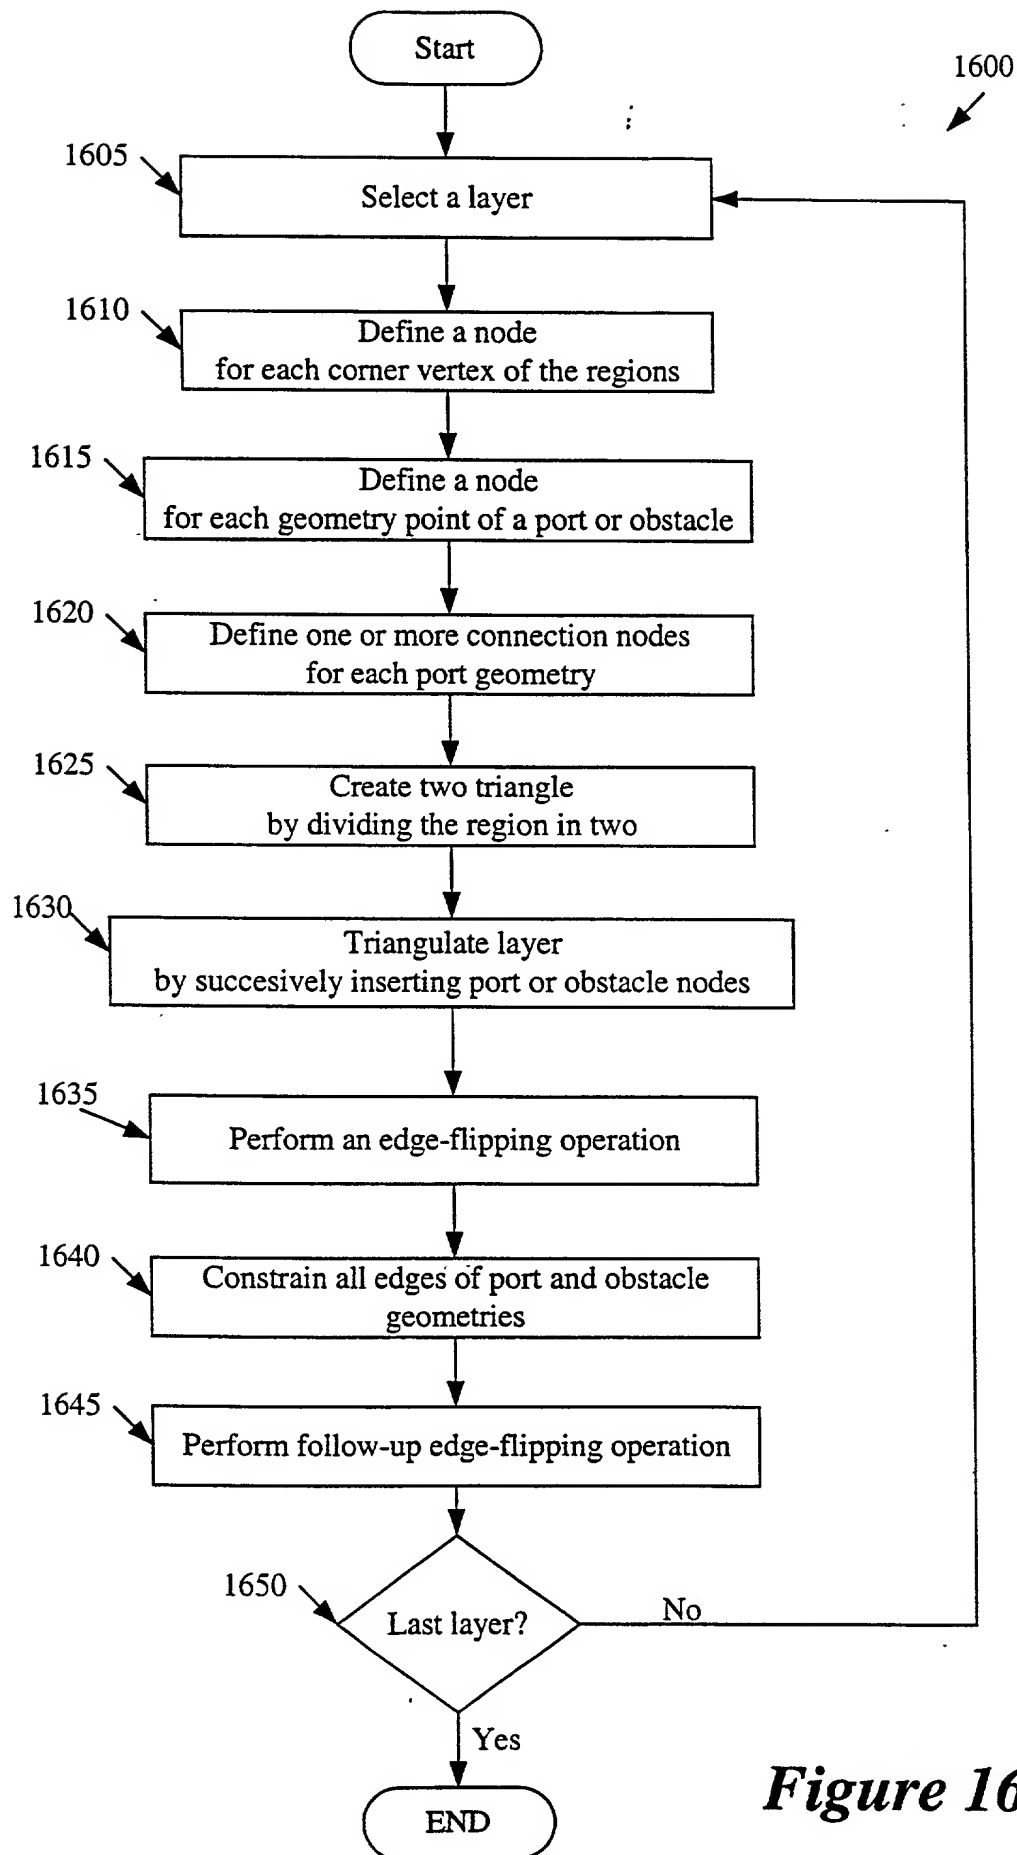 Start
1600
1605
Select a layer
1610
Define a node
for each corner vertex of the regions
1615
Define a node
for each geometry point of a port or obstacle
1620
Define one or more connection nodes
for each port geometry
1625
Create two triangle
by dividing the region in two
1630
Triangulate layer
by succesively inserting port or obstacle nodes
1635
Perform an edge-flipping operation
1640
Constrain all edges of port and obstacle
geometries
1645
Perform follow-up edge-flipping operation
1650
Last layer?
No
Yes
END
Figure 16